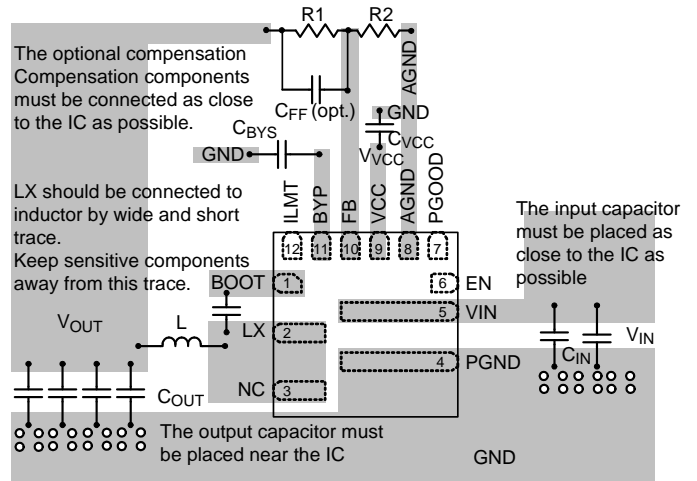 R1 R2
The optional compensation
Compensation components
must be connected as close
to the IC as possible.
AGND
CFF (opt.)
GND
CVCC
VVCC
CBYS
GND
LX should be connected to
inductor by wide and short
trace.
Keep sensitive components
away from this trace.
ILMT BYP FB VCC AGND PGOOD
12 11 10 9 8 7
The input capacitor
must be placed as
close to the IC as
possible
BOOT 1
6 EN
5 VIN
VOUT
L
LX 2
VIN
CIN
4 PGND
NC 3
COUT
The output capacitor must
be placed near the IC
GND